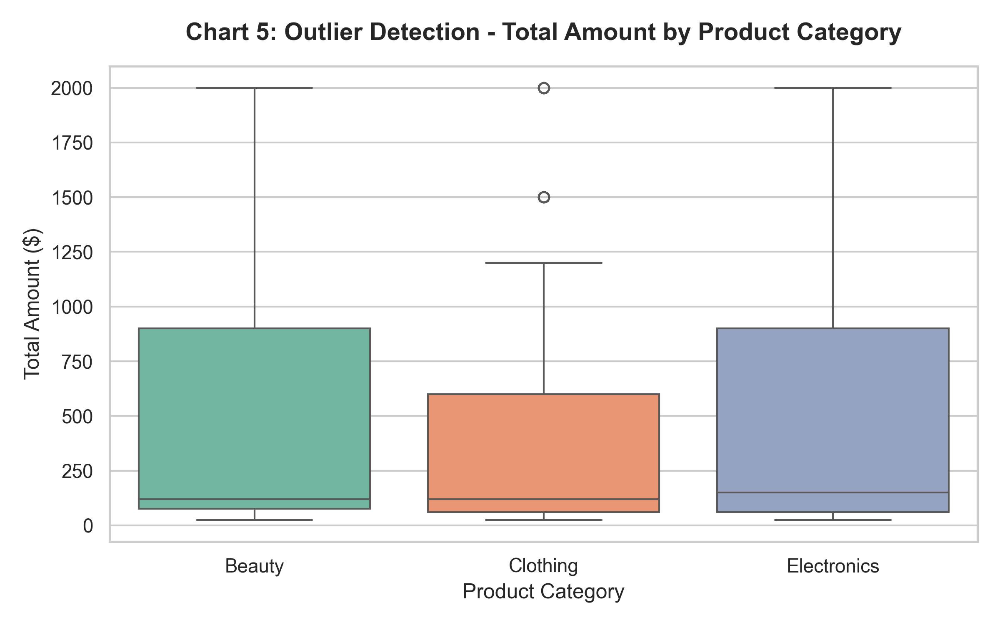 Chart 5: Outlier Detection - Total Amount by Product Category
Total Amount ($)
2000
1750
1500
1250
1000
750
500
250
0
Beauty
Clothing
Electronics
Product Category